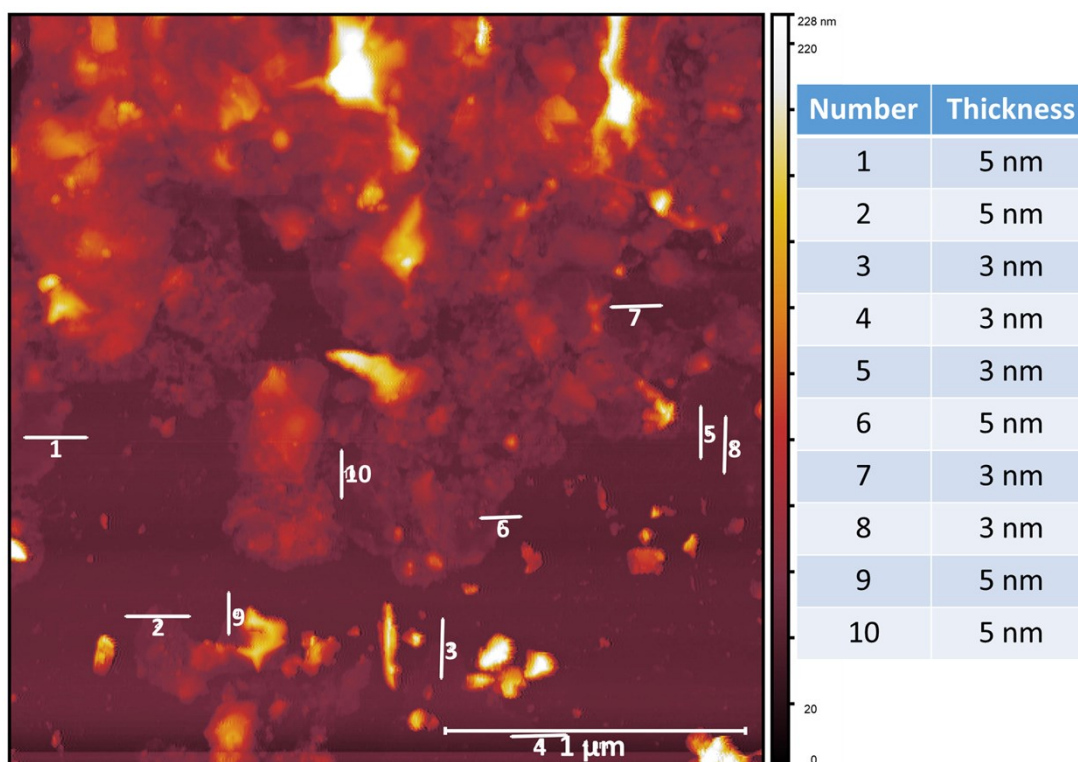 228 nm
220
Number Thickness
1 5 nm
2 5 nm
3 3 nm
4 3 nm
5 3 nm
6 5 nm
7 3 nm
8 3 nm
9 5 nm
10 5 nm
7
5
8
1
10
6
9
2
3
20
4 1 μm
0